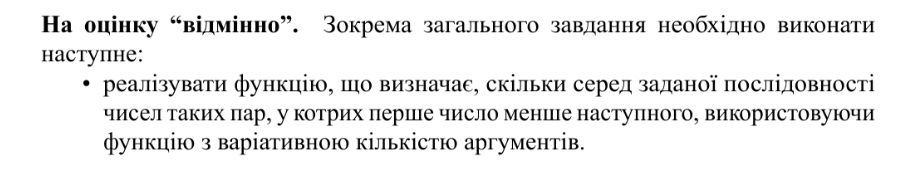 На оцінку “відмінно”. Зокрема загального завдання необхідно виконати
наступне:
• реалізувати функцію, що визначає, скільки серед заданої послідовності
чисел таких пар, у котрих перше число менше наступного, використовуючи
функцію з варіативною кількістю аргументів.